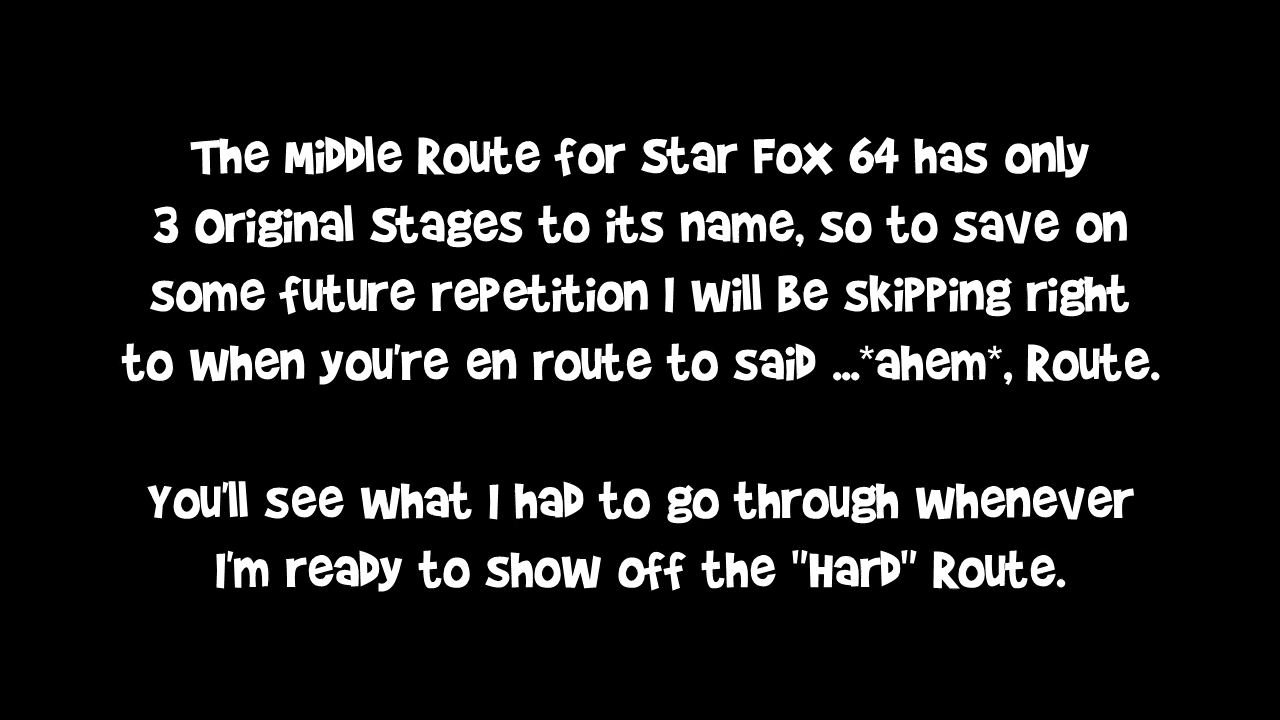 The Middle Route for Star Fox 64 has only
3 Original Stages to its name, so to save on
some future repetition I will be skipping right
to when you're en route to said ...*ahem*, Route.
You'll see what I had to go through whenever
I'm ready to show off the "Hard" Route.